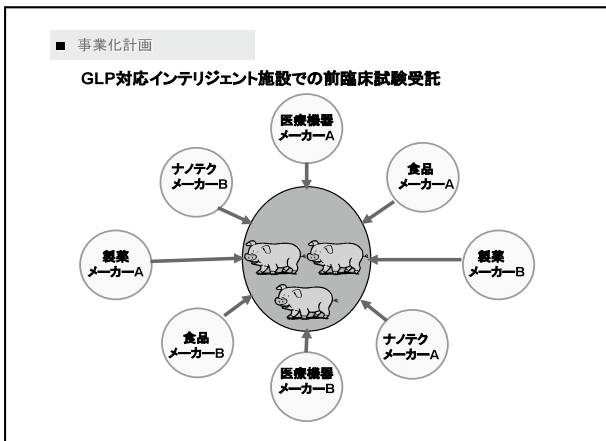 ■ 事業化計画
GLP対応インテリジェント施設での前臨床試験受託
医療機器
メーカーA
ナノテク
メーカーB
食品
メーカーA
製薬
メーカーA
製薬
メーカーB
食品
メーカーB
ナノテク
メーカーA
医療機器
メーカーB